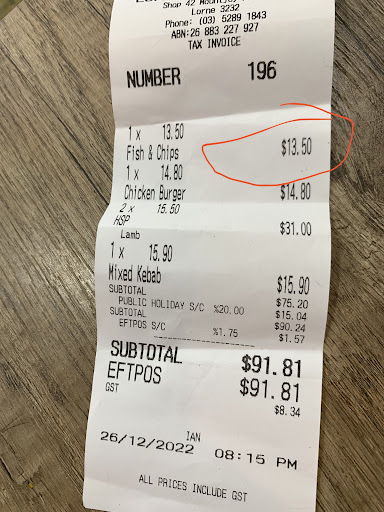 Shop 42
Lorne 3232
Phone: (03) 5289 1843
ABN:26 883 227 927
TAX INVOICE
NUMBER 196
1 x 13.50
Fish & Chips $13.50
1 x 14.80
Chicken Burger $14.80
2 x 15.50
HSP $31.00
Lamb
1 x 15.90
Mixed Kebab $15.90
SUBTOTAL $75.20
PUBLIC HOLIDAY S/C %20.00 $15.04
SUBTOTAL $90.24
EFTPOS S/C %1.75 $1.57
SUBTOTAL $91.81
EFTPOS $91.81
GST $8.34
IAN
26/12/2022 08:15 PM
ALL PRICES INCLUDE GST